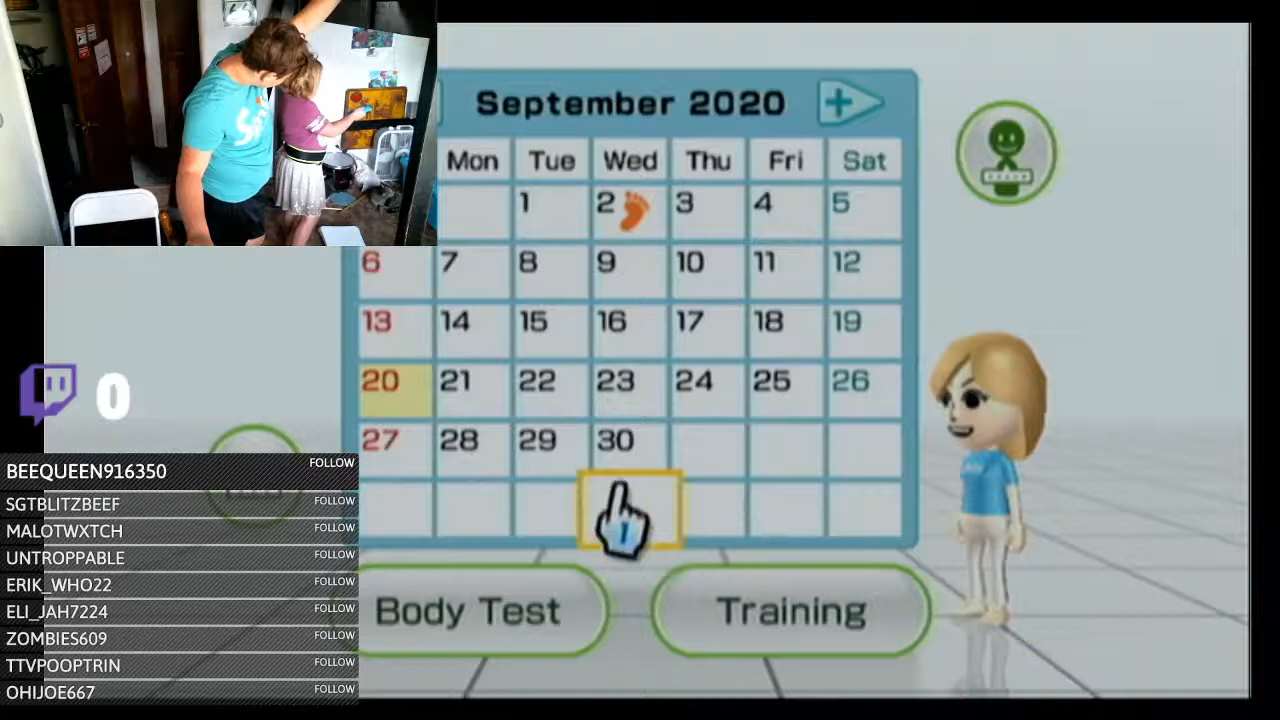 September 2020
+
Mon Tue Wed Thu Fri Sat
1 2 3 4 5
6 7 8 9 10 11 12
13 14 15 16 17 18 19
20 21 22 23 24 25 26
27 28 29 30
1
0
BEEQUEEN916350 FOLLOW
SGTBLITZBEEF FOLLOW
MALOTWXTCH FOLLOW
UNTROPPABLE FOLLOW
ERIK_WHO22 FOLLOW
ELI_JAH7224 FOLLOW
ZOMBIES609 FOLLOW
TTVPOOPTRIN FOLLOW
OHIJOE667 FOLLOW
Body Test Training